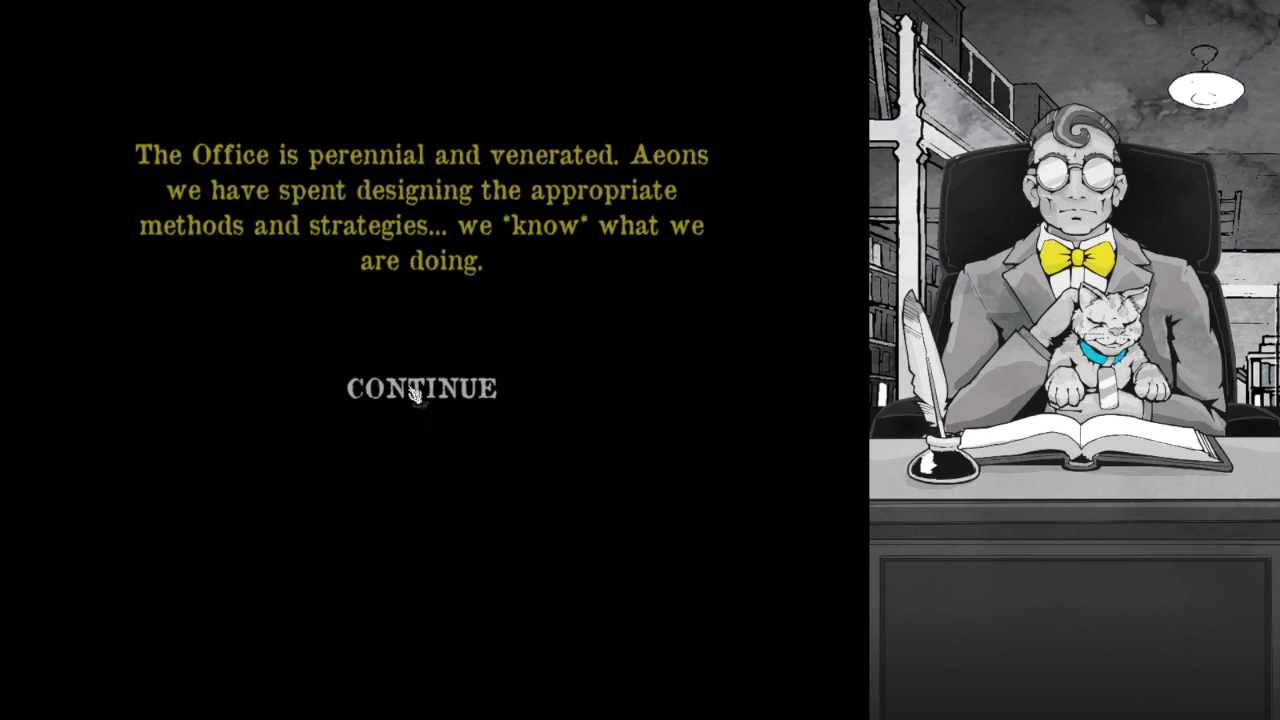 The Office is perennial and venerated. Aeons
we have spent designing the appropriate
methods and strategies... we *know* what we
are doing.
CONTINUE